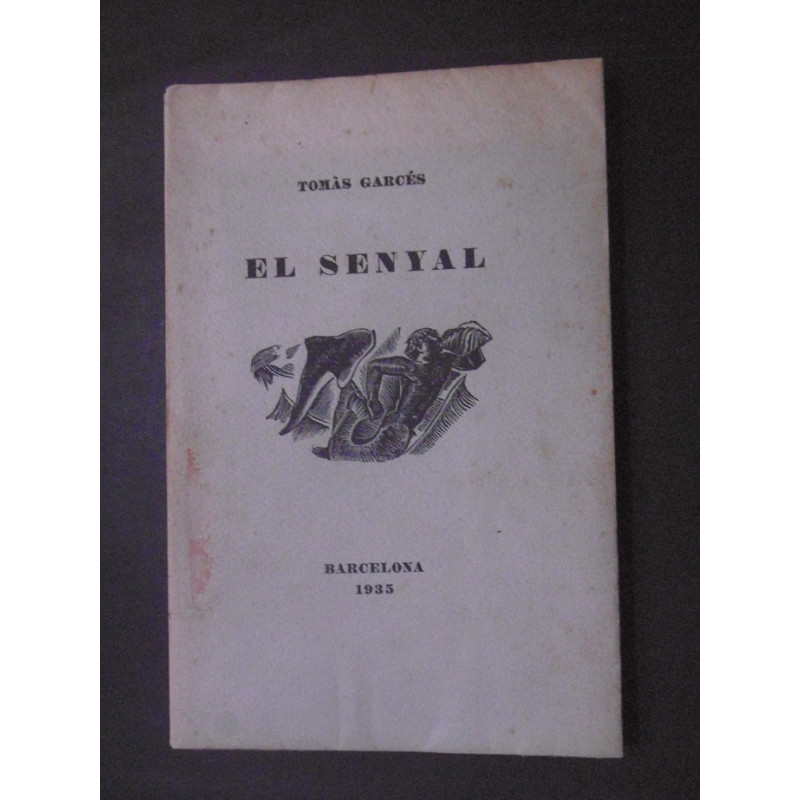 TOMÀS GARCÉS
EL SENYAL
BARCELONA
1935